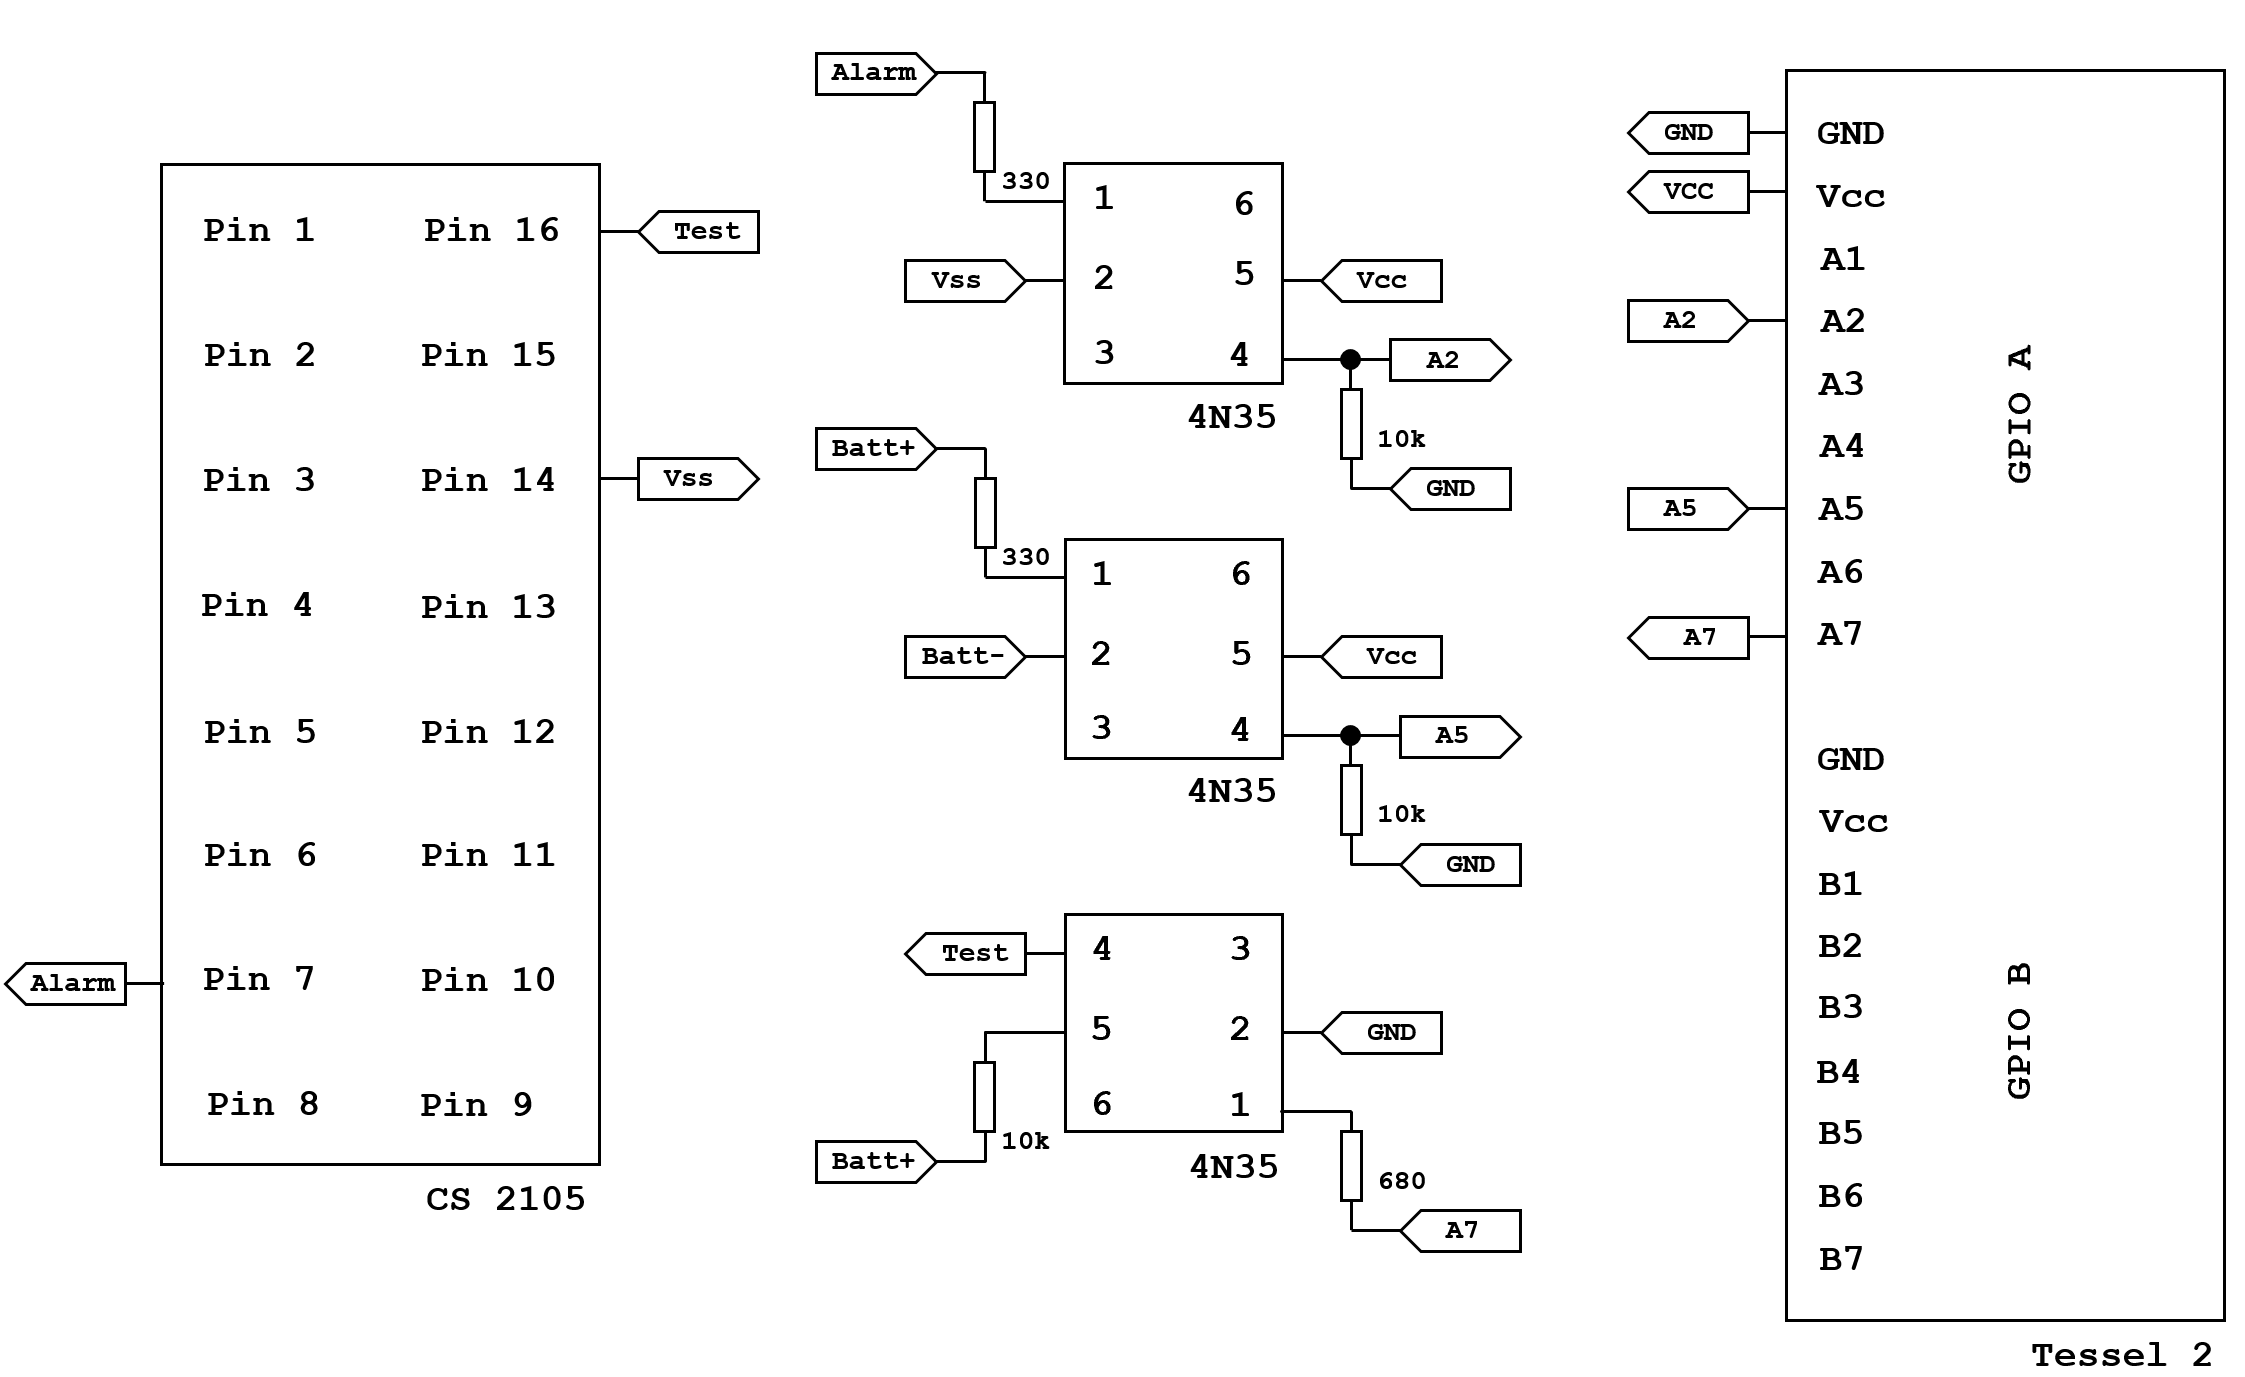 Pin 1 Pin 16 Test
Pin 2 Pin 15
Pin 3 Pin 14 Vss
Pin 4 Pin 13
Pin 5 Pin 12
Pin 6 Pin 11
Alarm Pin 7 Pin 10
Pin 8 Pin 9
CS 2105
Alarm
330
1 6
Vss 2 5 Vcc
3 4 A2
4N35
10k
GND
Batt+
330
1 6
Batt- 2 5 Vcc
3 4 A5
4N35
10k
GND
Test 4 3
5 2 GND
6 1
10k
Batt+
4N35
680
A7
GND GND
VCC Vcc
A1
A2 A2
A3
A4
A5 A5
A6
A7 A7
GPIO A
GND
Vcc
B1
B2
B3
B4
B5
B6
B7
GPIO B
Tessel 2